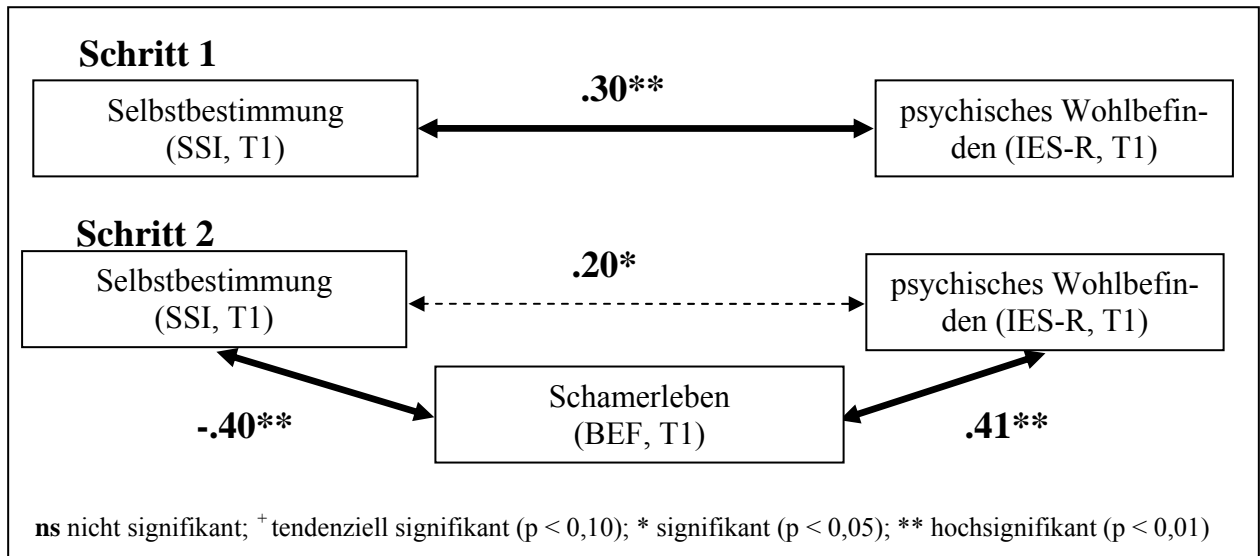 Schritt 1
.30**
Selbstbestimmung
(SSI, T1)
psychisches Wohlbefin-
den (IES-R, T1)
Schritt 2
.20*
Selbstbestimmung
(SSI, T1)
psychisches Wohlbefin-
den (IES-R, T1)
Schamerleben
(BEF, T1)
-.40**
.41**
ns nicht signifikant; + tendenziell signifikant (p < 0,10); * signifikant (p < 0,05); ** hochsignifikant (p < 0,01)